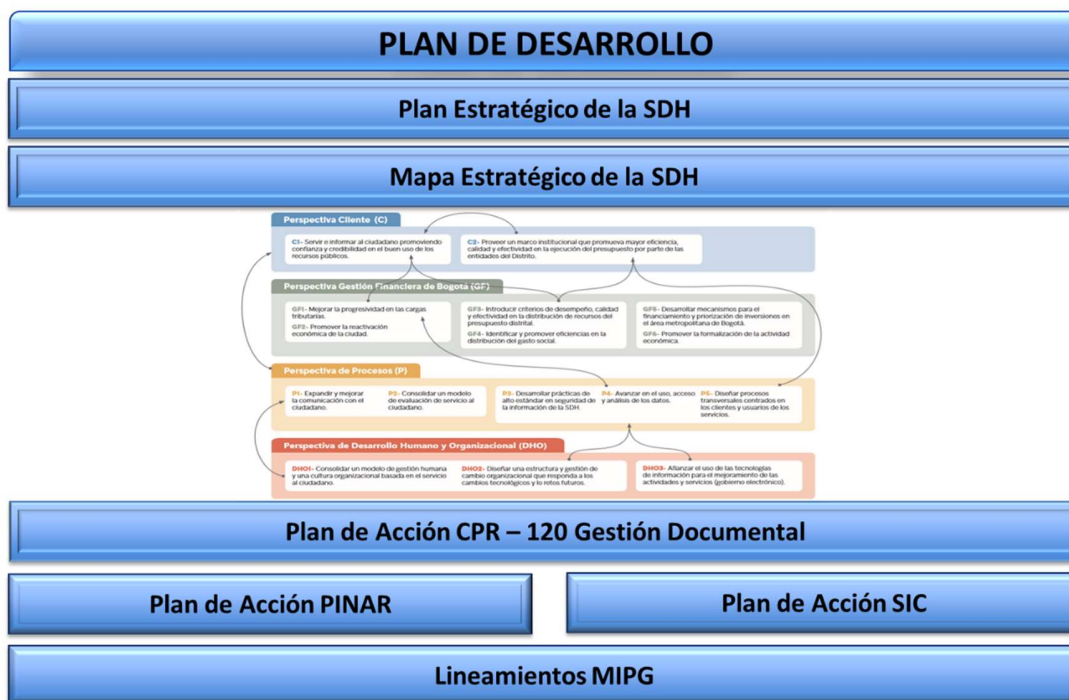 PLAN DE DESARROLLO
Plan Estratégico de la SDH
Mapa Estratégico de la SDH
Perspectiva Cliente (C)
C1- Servir e informar al ciudadano promoviendo
confianza y credibilidad en el buen uso de los
recursos públicos.
C2- Proveer un marco institucional que promueva mayor eficiencia,
calidad y efectividad en la ejecución del presupuesto por parte de las
entidades del Distrito.
Perspectiva Gestión Financiera de Bogotá (GF)
GF1- Mejorar la progresividad en las cargas
tributarias.
GF2- Promover la reactivación
económica de la ciudad.
GF3- Introducir criterios de desempeño, calidad
y efectividad en la distribución de recursos del
presupuesto distrital.
GF4- Identificar y promover eficiencias en la
distribución del gasto social.
GF5- Desarrollar mecanismos para el
financiamiento y priorización de inversiones en
el área metropolitana de Bogotá.
GF6- Promover la formalización de la actividad
económica.
Perspectiva de Procesos (P)
P1- Expandir y mejorar
la comunicación con el
ciudadano.
P2- Consolidar un modelo
de evaluación de servicio al
ciudadano.
P3- Desarrollar prácticas de
alto estándar en seguridad de
la información de la SDH.
P4- Avanzar en el uso, acceso
y análisis de los datos.
P5- Diseñar procesos
transversales centrados en
los clientes y usuarios de los
servicios.
Perspectiva de Desarrollo Humano y Organizacional (DHO)
DHO1- Consolidar un modelo de gestión humana
y una cultura organizacional basada en el servicio
al ciudadano.
DHO2- Diseñar una estructura y gestión de
cambio organizacional que responda a los
cambios tecnológicos y lo retos futuros.
DHO3- Afianzar el uso de las tecnologías
de información para el mejoramiento de las
actividades y servicios (gobierno electrónico).
Plan de Acción CPR – 120 Gestión Documental
Plan de Acción PINAR
Plan de Acción SIC
Lineamientos MIPG